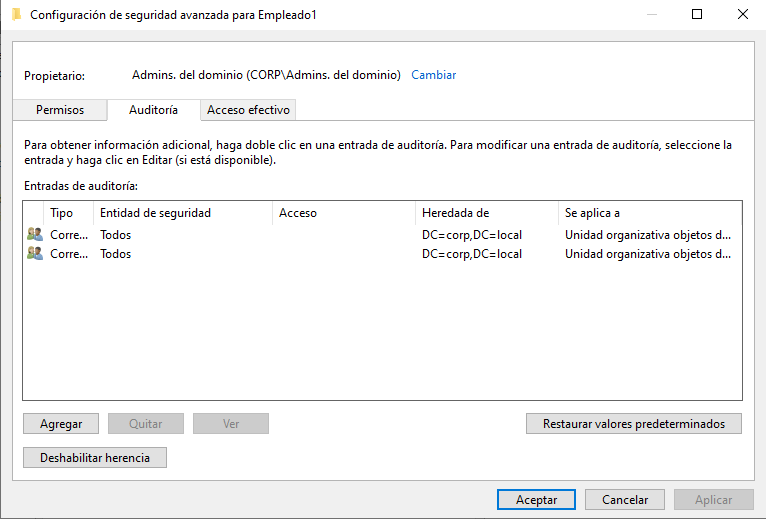 Configuración de seguridad avanzada para Empleado1
Propietario: Admins. del dominio (CORP\Admins. del dominio) Cambiar
Permisos Auditoría Acceso efectivo
Para obtener información adicional, haga doble clic en una entrada de auditoría. Para modificar una entrada de auditoría, seleccione la
entrada y haga clic en Editar (si está disponible).
Entradas de auditoría:
Tipo Entidad de seguridad Acceso Heredada de Se aplica a
Corre... Todos DC=corp,DC=local Unidad organizativa objetos d...
Corre... Todos DC=corp,DC=local Unidad organizativa objetos d...
Agregar Quitar Ver Restaurar valores predeterminados
Deshabilitar herencia
Aceptar Cancelar Aplicar